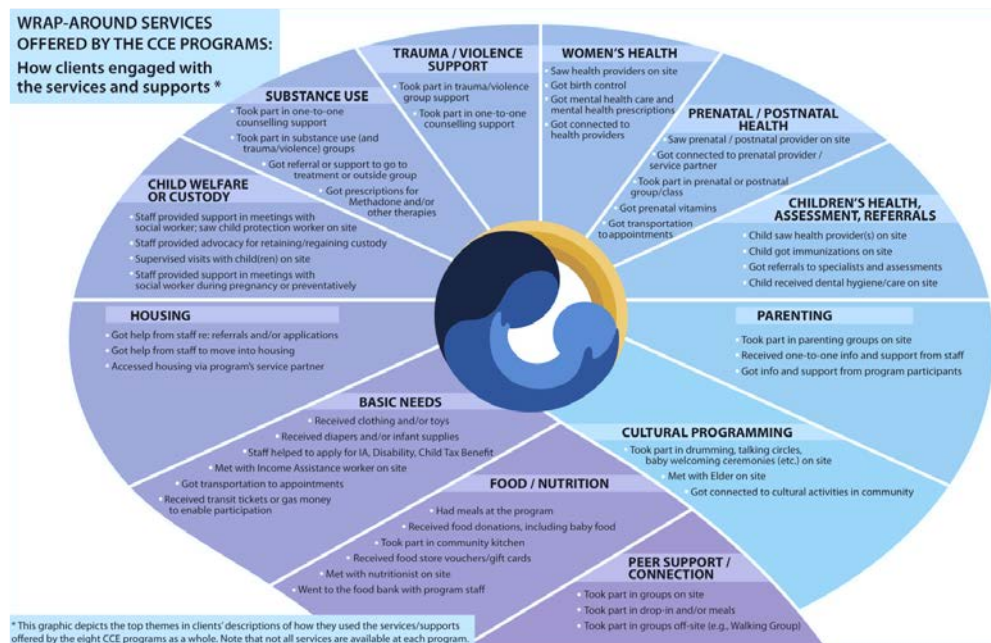 WRAP-AROUND SERVICES
OFFERED BY THE CCE PROGRAMS:
How clients engaged with
the services and supports *
TRAUMA / VIOLENCE
SUPPORT
• Took part in trauma/violence
group support
• Took part in one-to-one
counselling support
WOMEN'S HEALTH
• Saw health providers on site
• Got birth control
• Got mental health care and
mental health prescriptions
• Got connected to
health providers
SUBSTANCE USE
• Took part in one-to-one
counselling support
• Took part in substance use (and
trauma/violence) groups
• Got referral or support to go to
treatment or outside group
• Got prescriptions for
Methadone and/or
other therapies
PRENATAL / POSTNATAL
HEALTH
• Saw prenatal / postnatal provider on site
• Got connected to prenatal provider /
service partner
• Took part in prenatal or postnatal
group/class
• Got prenatal vitamins
• Got transportation
to appointments
CHILD WELFARE
OR CUSTODY
• Staff provided support in meetings with
social worker; saw child protection worker on site
• Staff provided advocacy for retaining/regaining custody
• Supervised visits with child(ren) on site
• Staff provided support in meetings with
social worker during pregnancy or preventatively
CHILDREN'S HEALTH,
ASSESSMENT, REFERRALS
• Child saw health provider(s) on site
• Child got immunizations on site
• Got referrals to specialists and assessments
• Child received dental hygiene/care on site
HOUSING
• Got help from staff re: referrals and/or applications
• Got help from staff to move into housing
• Accessed housing via program's service partner
PARENTING
• Took part in parenting groups on site
• Received one-to-one info and support from staff
• Got info and support from program participants
BASIC NEEDS
• Received clothing and/or toys
• Received diapers and/or infant supplies
• Staff helped to apply for IA, Disability, Child Tax Benefit
• Met with Income Assistance worker on site
• Got transportation to appointments
• Received transit tickets or gas money
to enable participation
CULTURAL PROGRAMMING
• Took part in drumming, talking circles,
baby welcoming ceremonies (etc.) on site
• Met with Elder on site
• Got connected to cultural activities in community
FOOD / NUTRITION
• Had meals at the program
• Received food donations, including baby food
• Took part in community kitchen
• Received food store vouchers/gift cards
• Met with nutritionist on site
• Went to the food bank with program staff
PEER SUPPORT /
CONNECTION
• Took part in groups on site
• Took part in drop-in and/or meals
• Took part in groups off-site (e.g., Walking Group)
* This graphic depicts the top themes in clients' descriptions of how they used the services/supports
offered by the eight CCE programs as a whole. Note that not all services are available at each program.